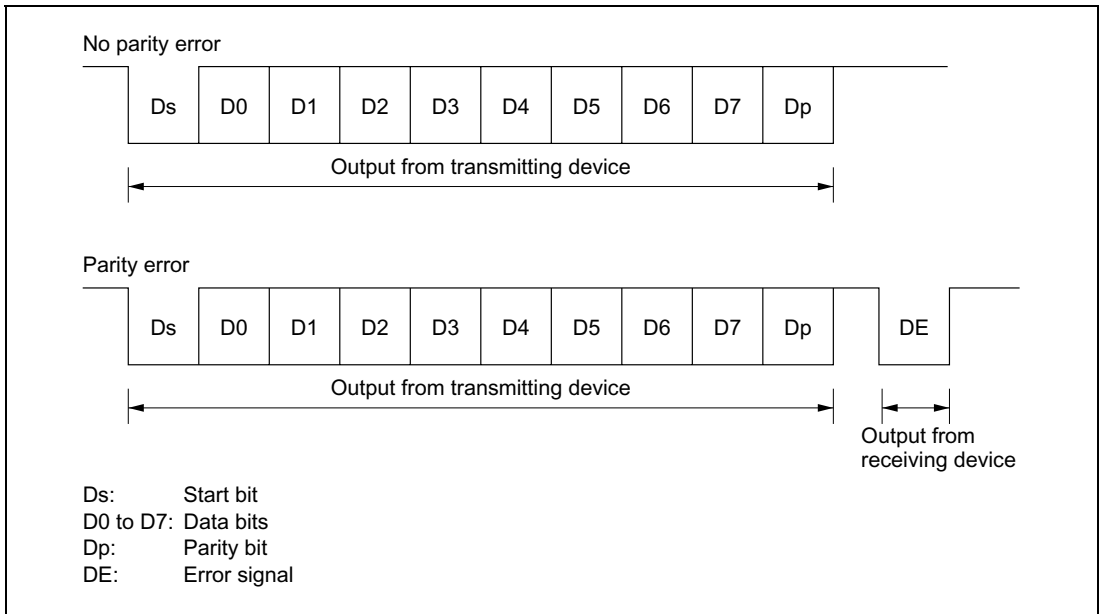 No parity error
Ds D0 D1 D2 D3 D4 D5 D6 D7 Dp
Output from transmitting device
Parity error
Ds D0 D1 D2 D3 D4 D5 D6 D7 Dp DE
Output from transmitting device
Output from
receiving device
Ds: Start bit
D0 to D7: Data bits
Dp: Parity bit
DE: Error signal